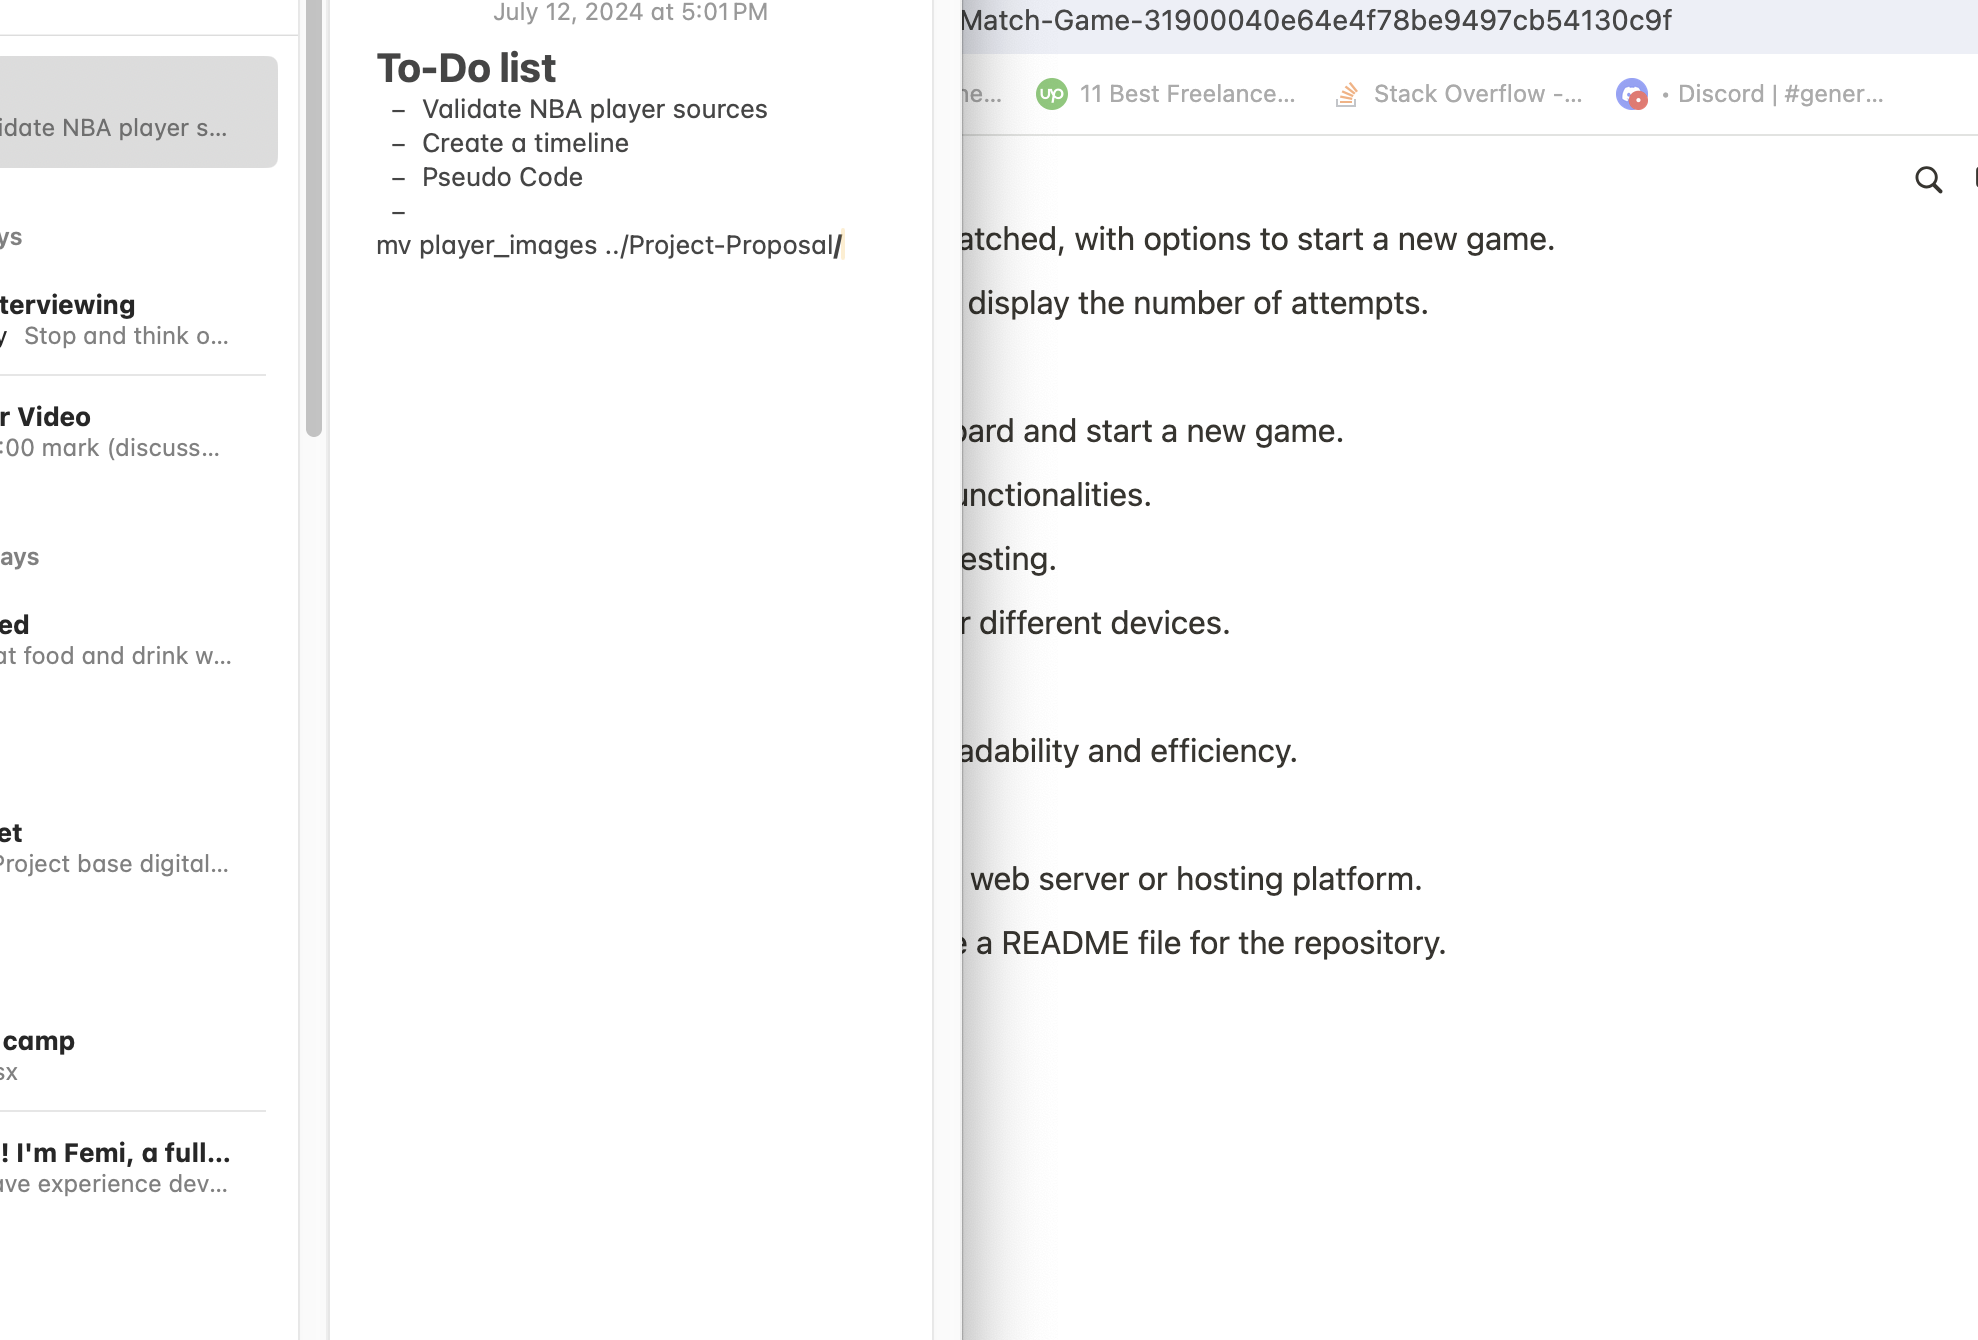 idate NBA player s...
ys
terviewing
y Stop and think o...
r Video
:00 mark (discuss...
ays
ed
at food and drink w...
et
Project base digital...
camp
sx
! I'm Femi, a full...
ave experience dev...
July 12, 2024 at 5:01 PM
To-Do list
– Validate NBA player sources
– Create a timeline
– Pseudo Code
–
mv player_images ../Project-Proposal/
Match-Game-31900040e64e4f78be9497cb54130c9f
ne... up 11 Best Freelance... Stack Overflow -... • Discord | #gener...
atched, with options to start a new game.
display the number of attempts.
oard and start a new game.
unctionalities.
esting.
r different devices.
adability and efficiency.
web server or hosting platform.
e a README file for the repository.